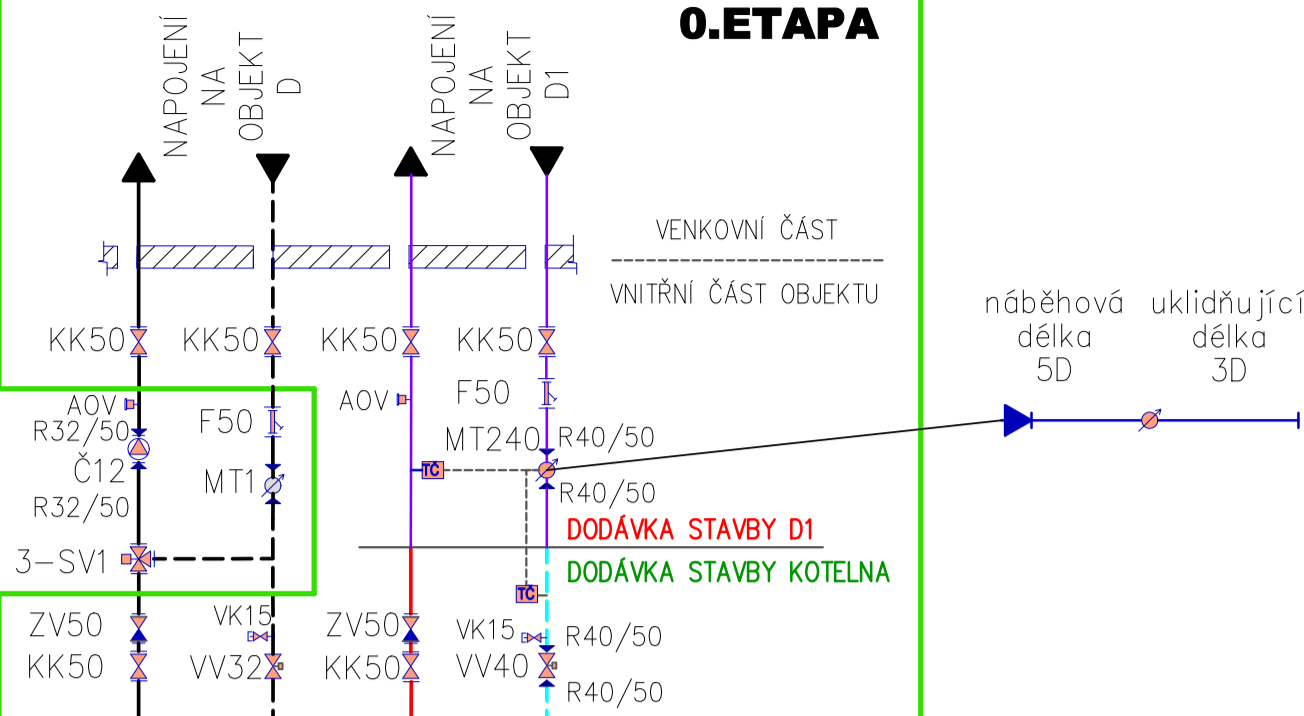 0.ETAPA
NAPOJENÍ
NA
OBJEKT
D
NAPOJENÍ
NA
OBJEKT
D1
VENKOVNÍ ČÁST
VNITŘNÍ ČÁST OBJEKTU
náběhová
délka
5D
uklidňující
délka
3D
KK50
KK50
KK50
KK50
AOV
R32/50
Č12
R32/50
F50
MT1
AOV
F50
MT240
R40/50
TČ
R40/50
3-SV1
DODÁVKA STAVBY D1
DODÁVKA STAVBY KOTELNA
TČ
ZV50
VK15
ZV50
VK15
R40/50
KK50
VV32
KK50
VV40
R40/50